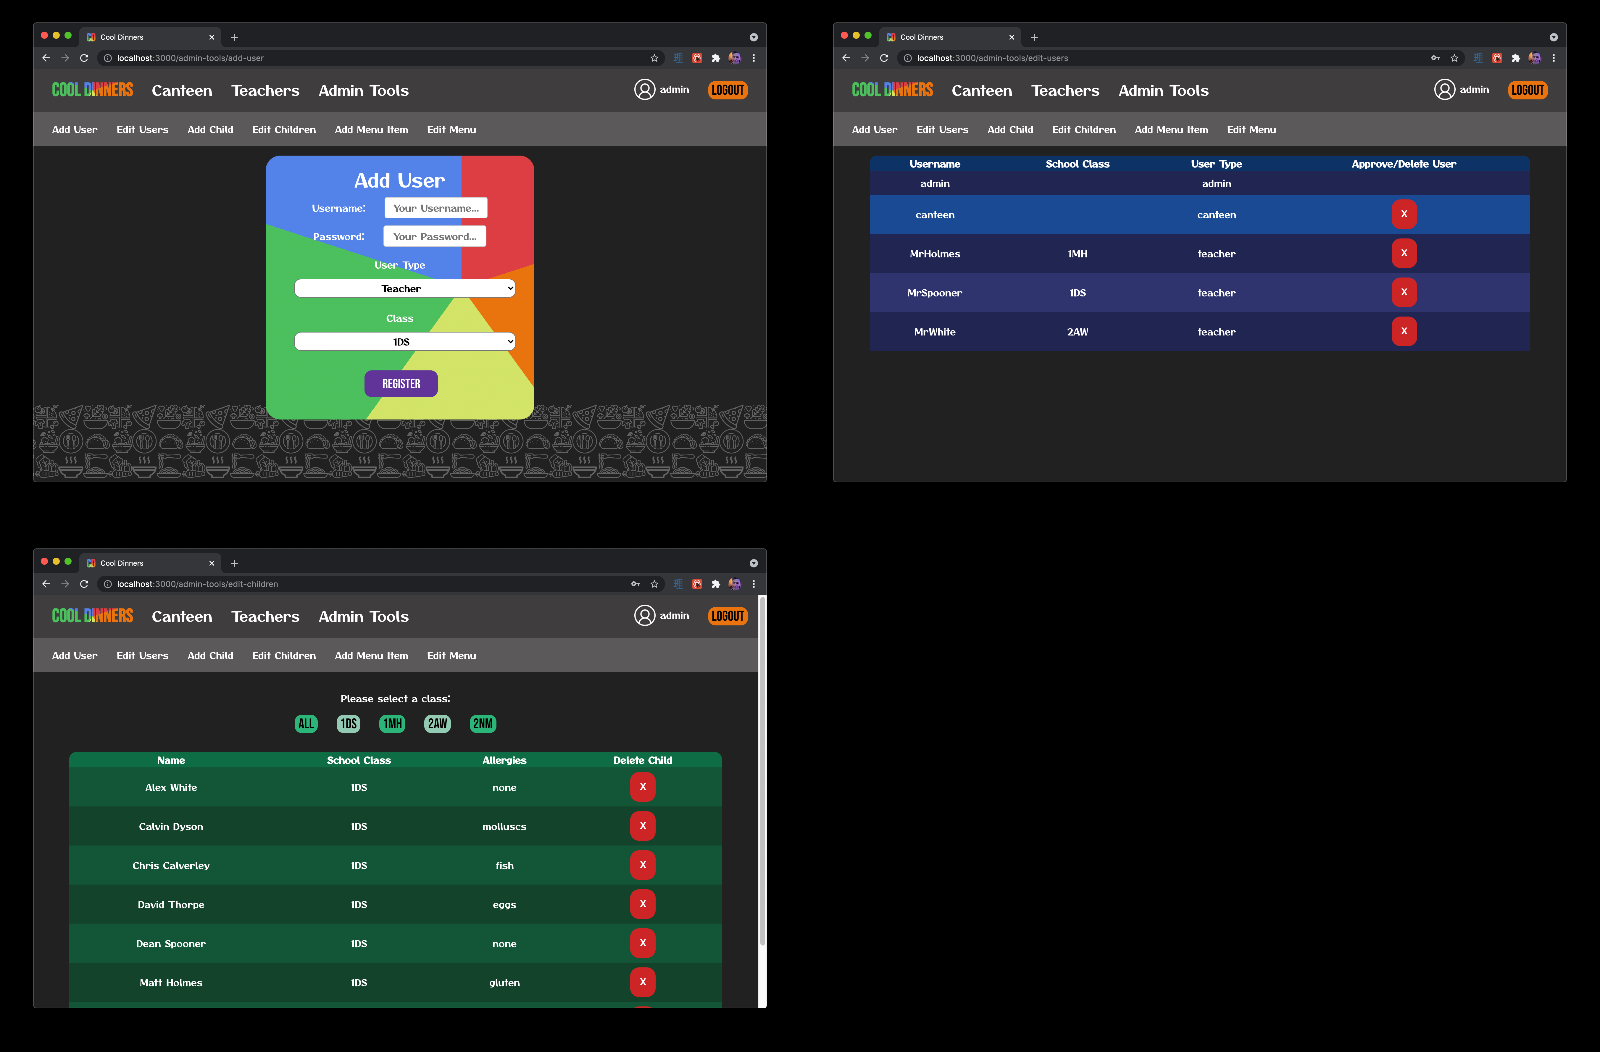 Cool Dinners
localhost:3000/admin-tools/add-user
COOL DINNERS Canteen Teachers Admin Tools admin LOGOUT
Add User Edit Users Add Child Edit Children Add Menu Item Edit Menu
Add User
Username: Your Username...
Password: Your Password...
User Type
Teacher
Class
1DS
REGISTER
Cool Dinners
localhost:3000/admin-tools/edit-users
COOL DINNERS Canteen Teachers Admin Tools admin LOGOUT
Add User Edit Users Add Child Edit Children Add Menu Item Edit Menu
Username School Class User Type Approve/Delete User
admin admin
canteen canteen X
MrHolmes 1MH teacher X
MrSpooner 1DS teacher X
MrWhite 2AW teacher X
Cool Dinners
localhost:3000/admin-tools/edit-children
COOL DINNERS Canteen Teachers Admin Tools admin LOGOUT
Add User Edit Users Add Child Edit Children Add Menu Item Edit Menu
Please select a class:
ALL 1DS 1MH 2AW 2NM
Name School Class Allergies Delete Child
Alex White 1DS none X
Calvin Dyson 1DS molluscs X
Chris Calverley 1DS fish X
David Thorpe 1DS eggs X
Dean Spooner 1DS none X
Matt Holmes 1DS gluten X